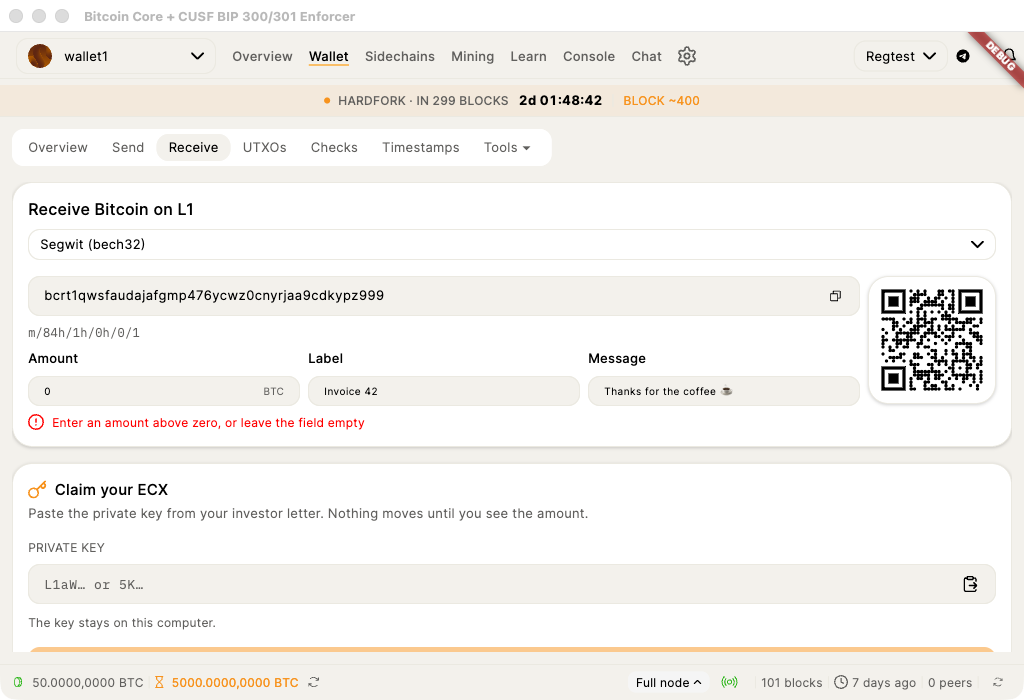 Bitcoin Core + CUSF BIP 300/301 Enforcer
wallet1
Overview Wallet Sidechains Mining Learn Console Chat
Regtest
DEBUG
HARDFORK · IN 299 BLOCKS 2d 01:48:42 BLOCK ~400
Overview Send Receive UTXOs Checks Timestamps Tools
Receive Bitcoin on L1
Segwit (bech32)
bcrt1qwsfaudajafgmp476ycwz0cnyrjaa9cdkypz999
m/84h/1h/0h/0/1
Amount Label Message
0 BTC Invoice 42 Thanks for the coffee ☕
Enter an amount above zero, or leave the field empty
Claim your ECX
Paste the private key from your investor letter. Nothing moves until you see the amount.
PRIVATE KEY
L1aW… or 5K…
The key stays on this computer.
50.0000,0000 BTC 5000.0000,0000 BTC Full node 101 blocks 7 days ago 0 peers